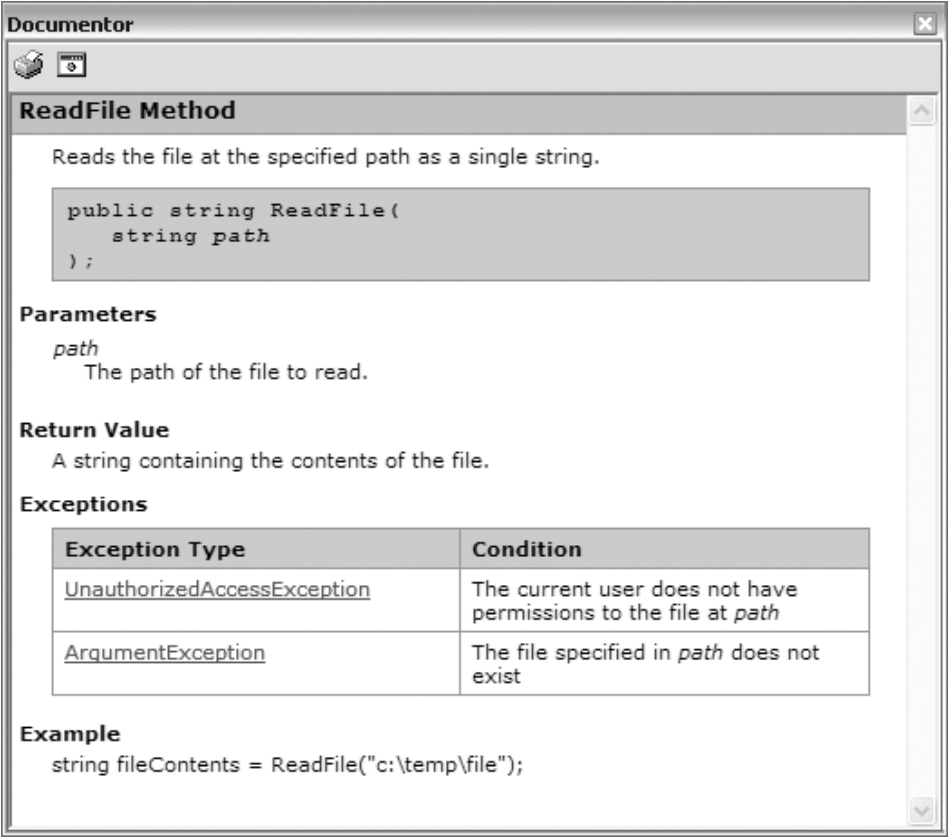 Documentor
ReadFile Method
Reads the file at the specified path as a single string.
public string ReadFile(
string path
);
Parameters
path
The path of the file to read.
Return Value
A string containing the contents of the file.
Exceptions
Exception Type Condition
UnauthorizedAccessException The current user does not have
permissions to the file at path
ArgumentException The file specified in path does not
exist
Example
string fileContents = ReadFile("c:\temp\file");